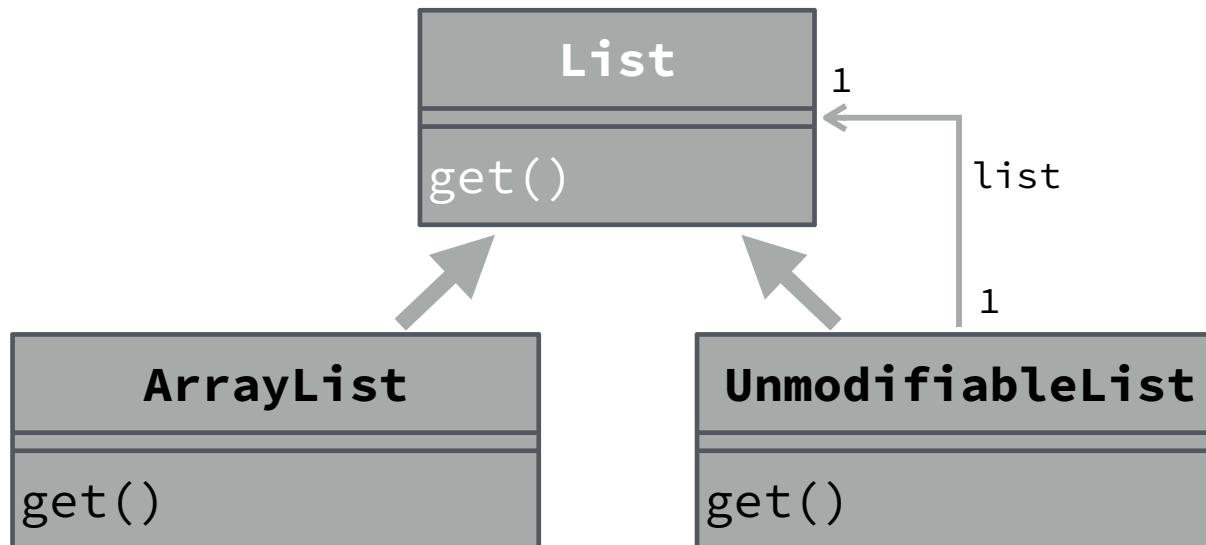 List
1
get()
list
1
ArrayList
UnmodifiableList
get()
get()